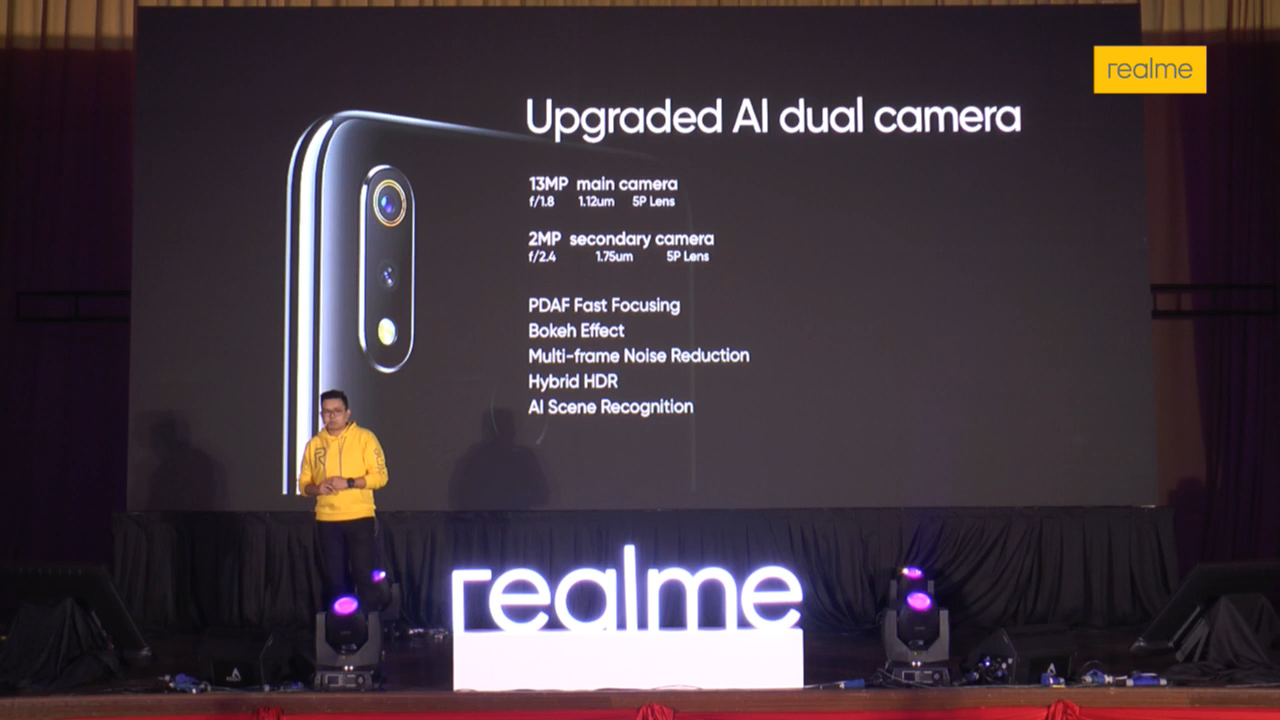 realme
Upgraded AI dual camera
13MP main camera
f/1.8 1.12um 5P Lens
2MP secondary camera
f/2.4 1.75um 5P Lens
PDAF Fast Focusing
Bokeh Effect
Multi-frame Noise Reduction
Hybrid HDR
AI Scene Recognition
realme